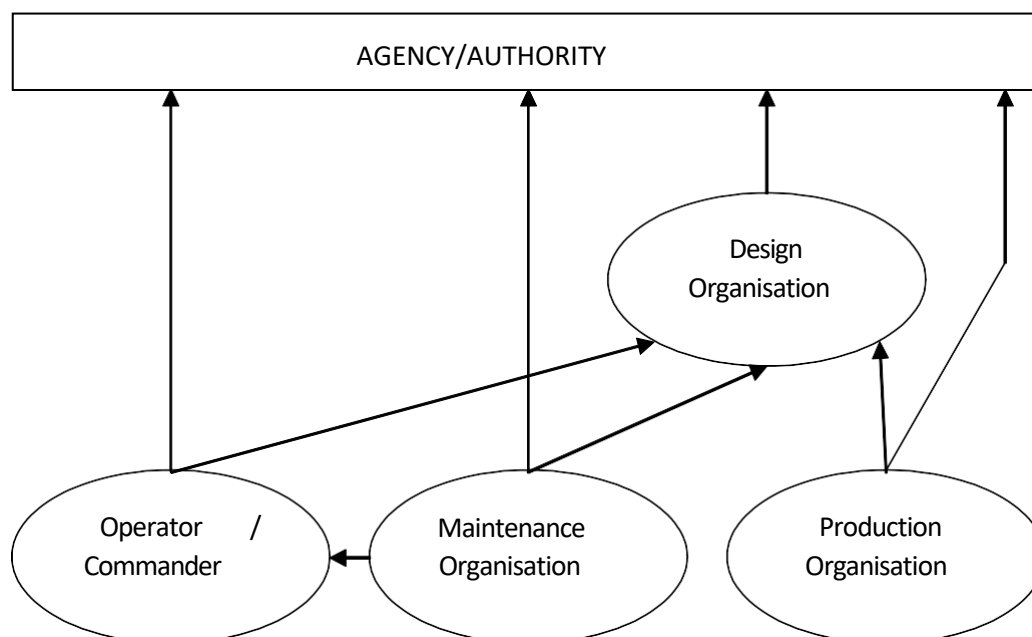 AGENCY/AUTHORITY
Design
Organisation
Operator /
Commander
Maintenance
Organisation
Production
Organisation